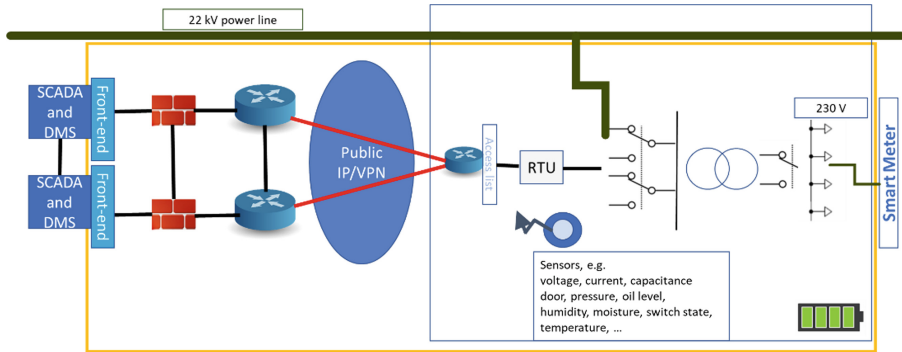 22 kV power line
SCADA
and
DMS
Front-end
SCADA
and
DMS
Front-end
Public
IP/VPN
Access list
RTU
230 V
Smart Meter
Sensors, e.g.
voltage, current, capacitance
door, pressure, oil level,
humidity, moisture, switch state,
temperature, ...